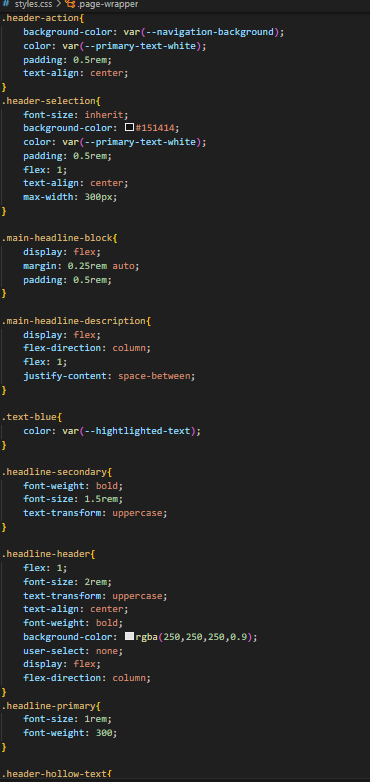 # styles.css > .page-wrapper
.header-action{
background-color: var(--navigation-background);
color: var(--primary-text-white);
padding: 0.5rem;
text-align: center;
}
.header-selection{
font-size: inherit;
background-color: #151414;
color: var(--primary-text-white);
padding: 0.5rem;
flex: 1;
text-align: center;
max-width: 300px;
}
.main-headline-block{
display: flex;
margin: 0.25rem auto;
padding: 0.5rem;
}
.main-headline-description{
display: flex;
flex-direction: column;
flex: 1;
justify-content: space-between;
}
.text-blue{
color: var(--hightlighted-text);
}
.headline-secondary{
font-weight: bold;
font-size: 1.5rem;
text-transform: uppercase;
}
.headline-header{
flex: 1;
font-size: 2rem;
text-transform: uppercase;
text-align: center;
font-weight: bold;
background-color: rgba(250,250,250,0.9);
user-select: none;
display: flex;
flex-direction: column;
}
.headline-primary{
font-size: 1rem;
font-weight: 300;
}
.header-hollow-text{